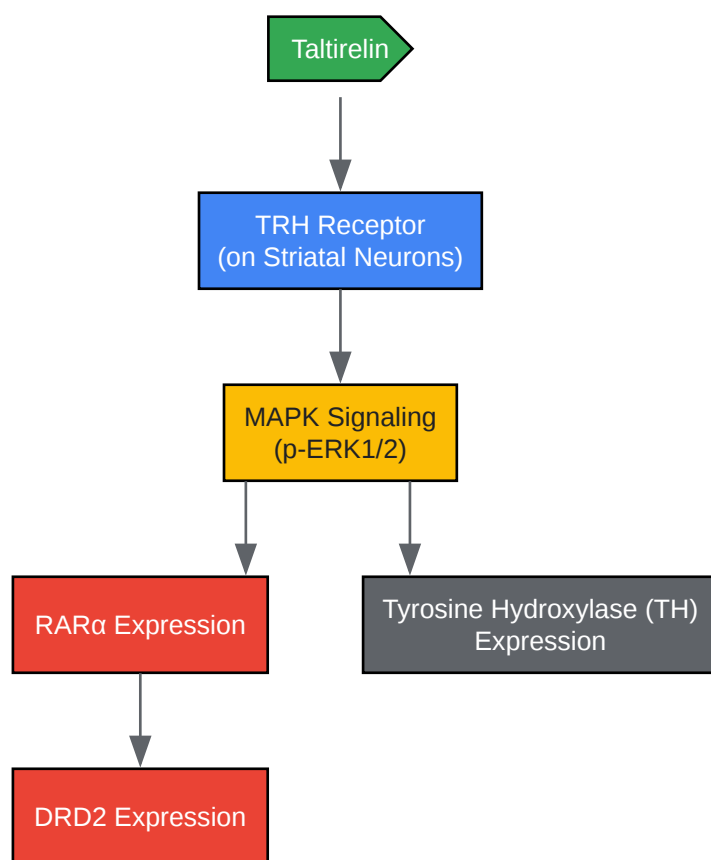 Taltirelin
TRH Receptor
(on Striatal Neurons)
MAPK Signaling
(p-ERK1/2)
RARα Expression
Tyrosine Hydroxylase (TH)
Expression
DRD2 Expression